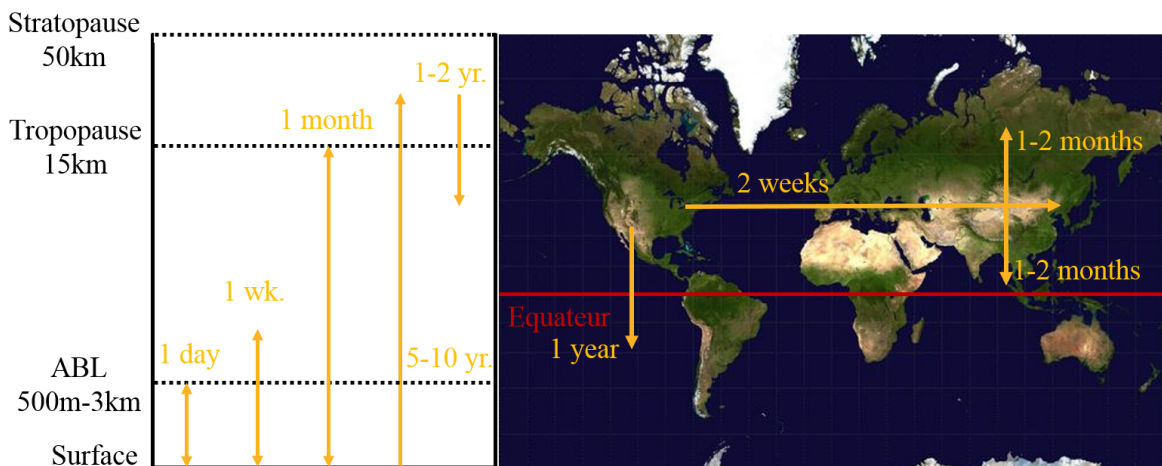 Stratopause
50km
1-2 yr.
1 month
Tropopause
15km
1 wk.
1 day
5-10 yr.
ABL
500m-3km
Surface
1-2 months
2 weeks
1-2 months
Equateur
1 year